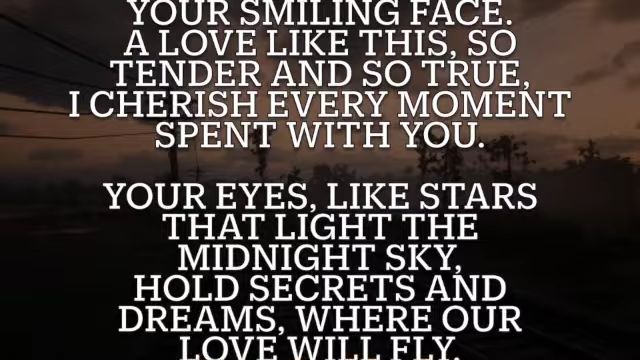 YOUR SMILING FACE.
A LOVE LIKE THIS, SO
TENDER AND SO TRUE,
I CHERISH EVERY MOMENT
SPENT WITH YOU.
YOUR EYES, LIKE STARS
THAT LIGHT THE
MIDNIGHT SKY,
HOLD SECRETS AND
DREAMS, WHERE OUR
LOVE WILL FLY.